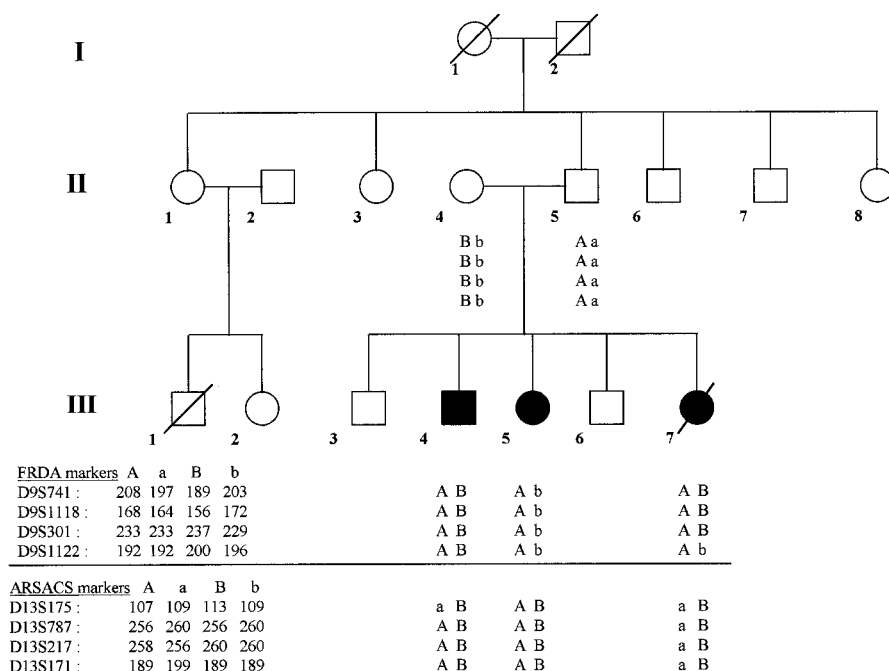 I
1 2
II
1 2 3 4 5 6 7 8
B b A a
B b A a
B b A a
B b A a
III
1 2 3 4 5 6 7
FRDA markers A a B b
D9S741 : 208 197 189 203 A B A b A B
D9S1118 : 168 164 156 172 A B A b A B
D9S301 : 233 233 237 229 A B A b A B
D9S1122 : 192 192 200 196 A B A b A b
ARSACS markers A a B b
D13S175 : 107 109 113 109 a B A B a B
D13S787 : 256 260 256 260 A B A B a B
D13S217 : 258 256 260 260 A B A B a B
D13S171 : 189 199 189 189 A B A B a B